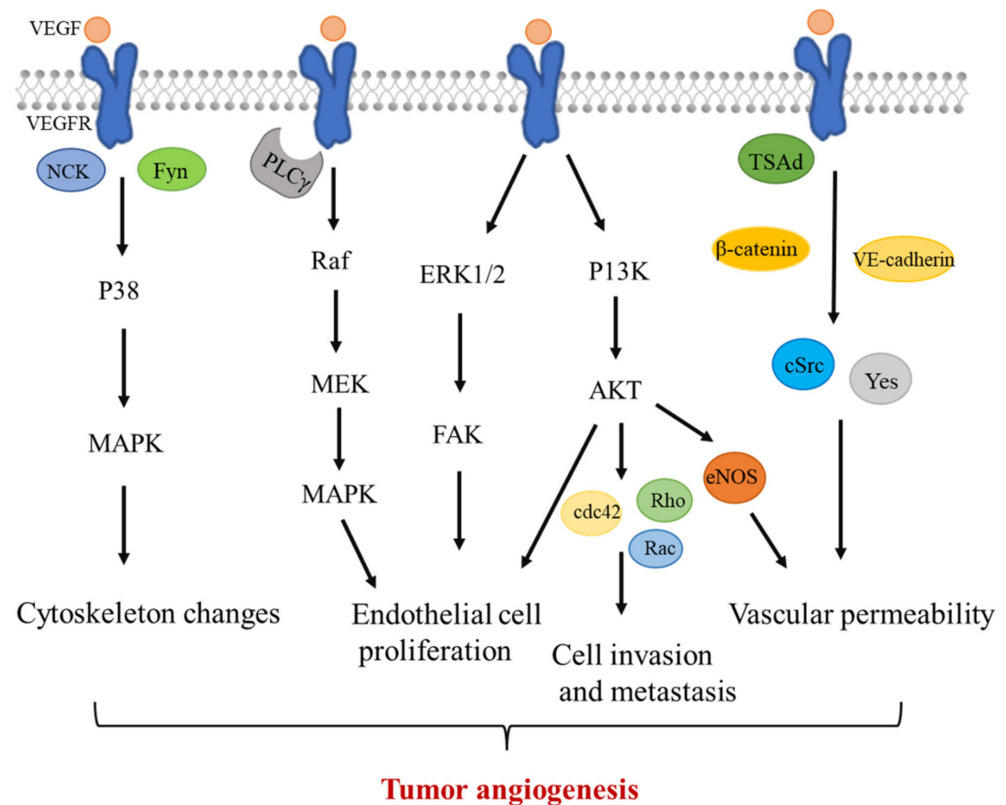 VEGF
VEGFR
NCK
Fyn
P38
MAPK
Cytoskeleton changes
PLCγ
Raf
MEK
MAPK
ERK1/2
FAK
Endothelial cell
proliferation
P13K
AKT
cdc42
Rho
Rac
Cell invasion
and metastasis
eNOS
TSAd
β-catenin
VE-cadherin
cSrc
Yes
Vascular permeability
Tumor angiogenesis